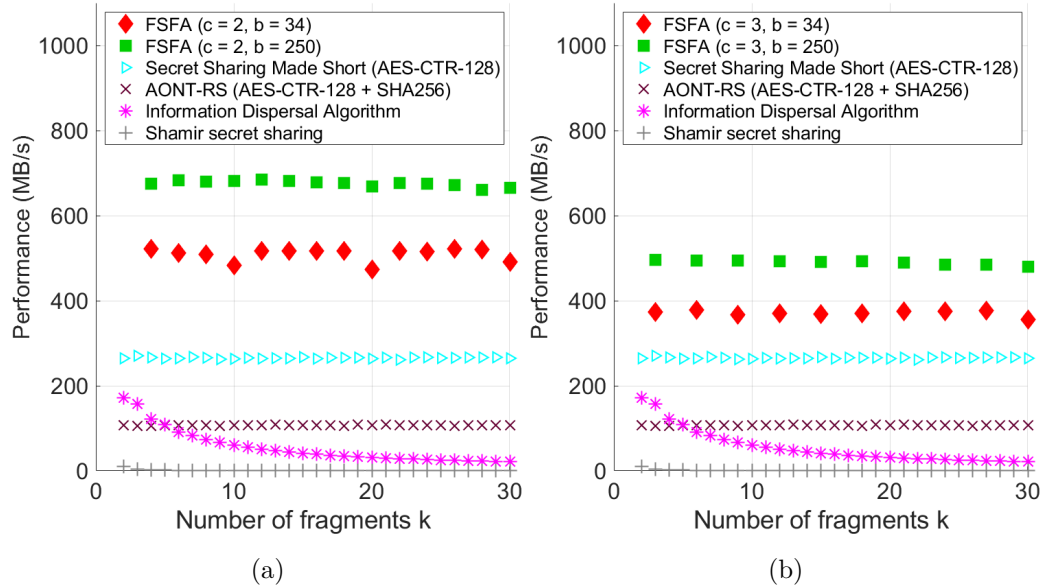 FSFA (c = 2, b = 34)
FSFA (c = 2, b = 250)
Secret Sharing Made Short (AES-CTR-128)
AONT-RS (AES-CTR-128 + SHA256)
Information Dispersal Algorithm
Shamir secret sharing
Performance (MB/s)
1000
800
600
400
200
0
0
10
20
30
Number of fragments k
(a)
FSFA (c = 3, b = 34)
FSFA (c = 3, b = 250)
Secret Sharing Made Short (AES-CTR-128)
AONT-RS (AES-CTR-128 + SHA256)
Information Dispersal Algorithm
Shamir secret sharing
Performance (MB/s)
1000
800
600
400
200
0
0
10
20
30
Number of fragments k
(b)